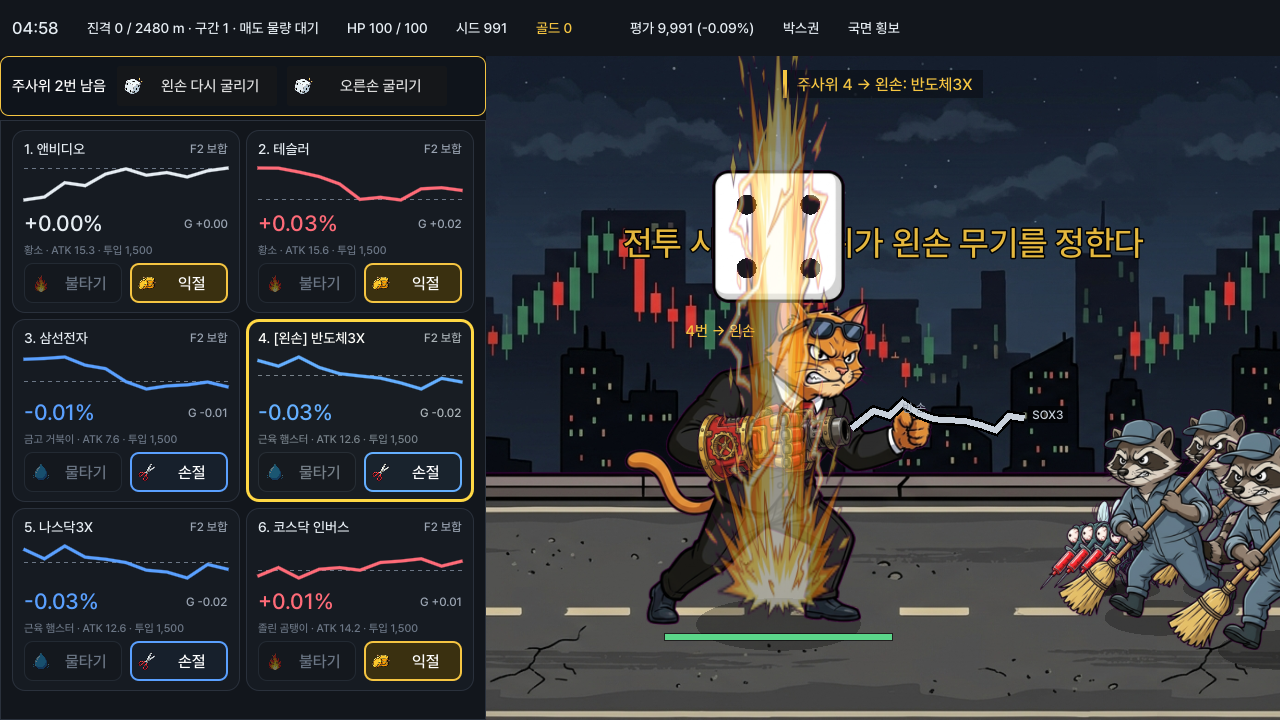 04:58 진격 0 / 2480 m · 구간 1 · 매도 물량 대기 HP 100 / 100 시드 991 골드 0 평가 9,991 (-0.09%) 박스권 국면 횡보
주사위 2번 남음 왼손 다시 굴리기 오른손 굴리기
1. 앤비디오 F2 보합
+0.00% G +0.00
황소 · ATK 15.3 · 투입 1,500
불타기 익절
2. 테슬러 F2 보합
+0.03% G +0.02
황소 · ATK 15.6 · 투입 1,500
불타기 익절
3. 삼선전자 F2 보합
-0.01% G -0.01
금고 거북이 · ATK 7.6 · 투입 1,500
물타기 손절
4. [왼손] 반도체3X F2 보합
-0.03% G -0.02
근육 햄스터 · ATK 12.6 · 투입 1,500
물타기 손절
5. 나스닥3X F2 보합
-0.03% G -0.02
근육 햄스터 · ATK 12.6 · 투입 1,500
물타기 손절
6. 코스닥 인버스 F2 보합
+0.01% G +0.01
졸린 곰탱이 · ATK 14.2 · 투입 1,500
불타기 익절
주사위 4 → 왼손: 반도체3X
전투 가 왼손 무기를 정한다
4번 → 왼손
SOX3